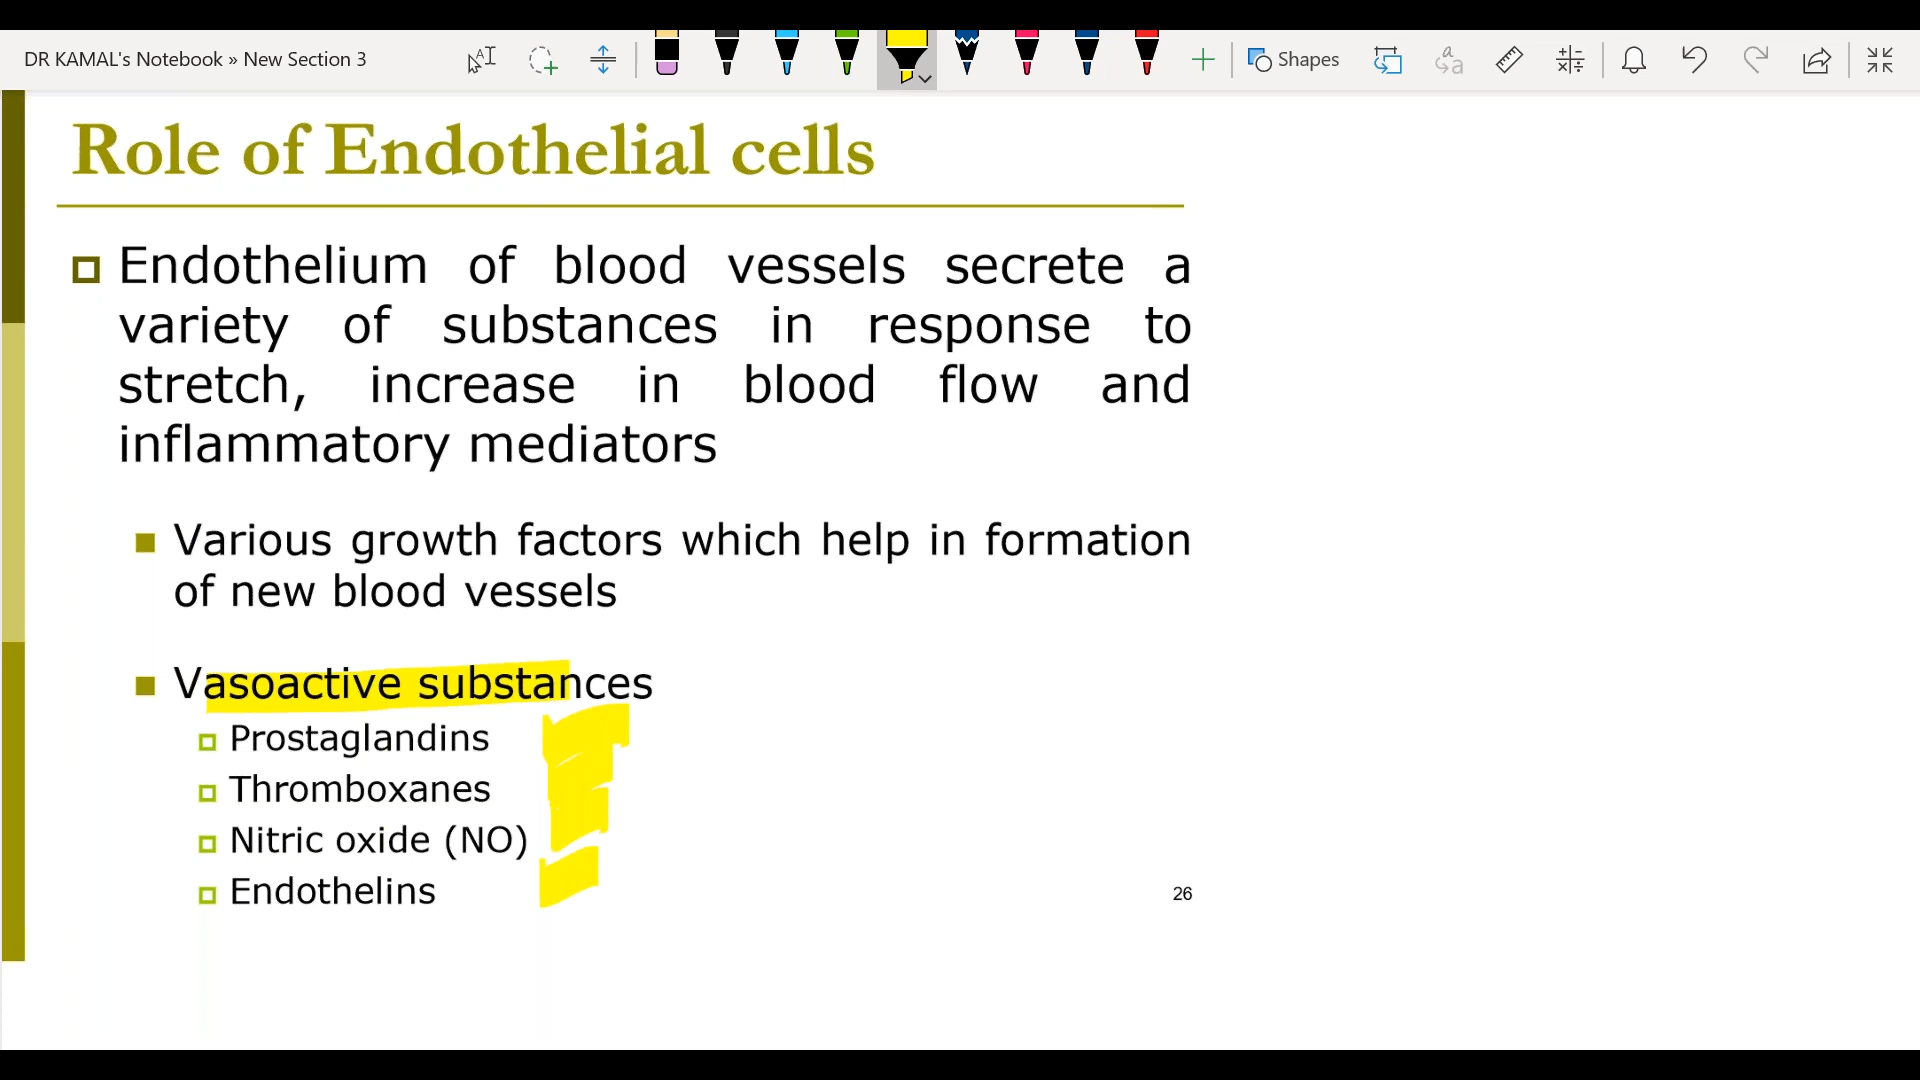 DR KAMAL's Notebook » New Section 3
Shapes
Role of Endothelial cells
Endothelium of blood vessels secrete a
variety of substances in response to
stretch, increase in blood flow and
inflammatory mediators
Various growth factors which help in formation
of new blood vessels
Vasoactive substances
Prostaglandins
Thromboxanes
Nitric oxide (NO)
Endothelins
26